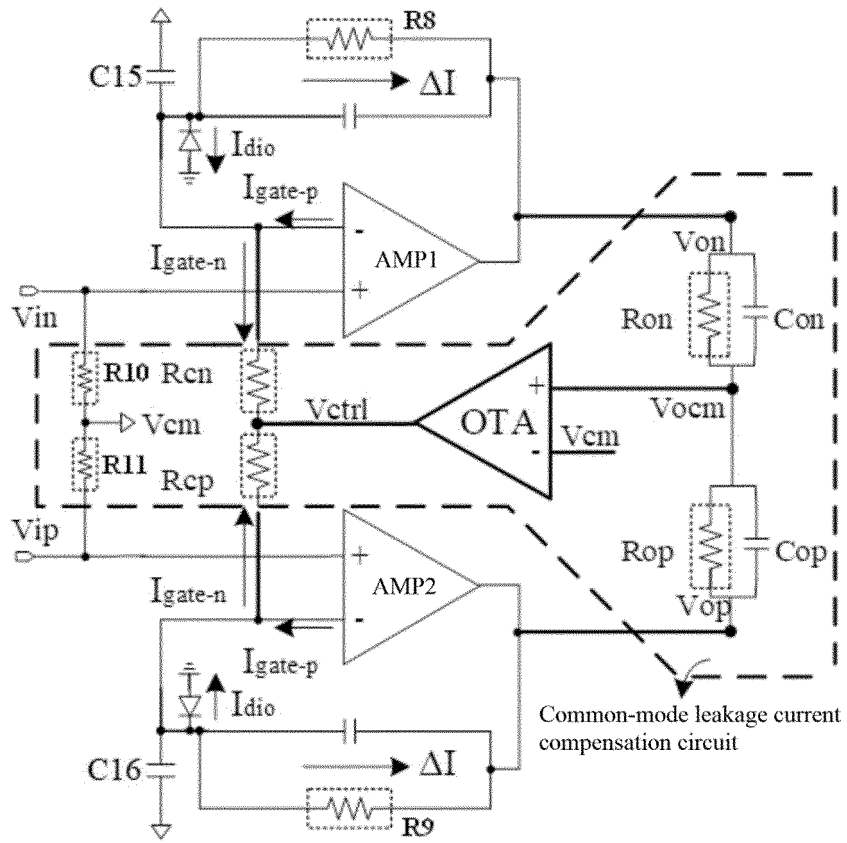 R8
C15
ΔI
Idio
Igate-p
Igate-n
AMP1
-
+
Vin
Von
Ron
Con
R10
Rcn
Vcm
Vctrl
OTA
+
-
Vocm
Vcm
R11
Rcp
Vip
Rop
Cop
+
-
AMP2
Igate-n
Vop
Igate-p
Idio
Common-mode leakage current
compensation circuit
C16
ΔI
R9